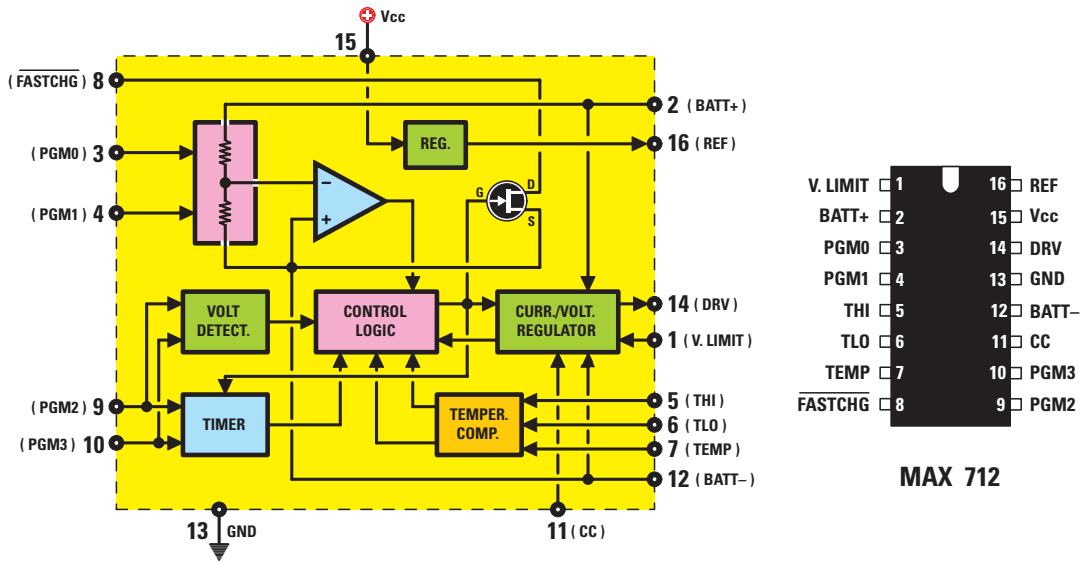 Vcc
15
( FASTCHG ) 8
2 ( BATT+)
REG.
16 ( REF)
( PGM0) 3
( PGM1) 4
−
+
G
D
S
VOLT
DETECT.
CONTROL
LOGIC
CURR./VOLT.
REGULATOR
14 ( DRV)
1 ( V. LIMIT)
( PGM2) 9
( PGM3) 10
TIMER
TEMPER.
COMP.
5 ( THI )
6 ( TLO)
7 ( TEMP)
12 ( BATT–)
13 GND
11 ( CC )
V. LIMIT 1 16 REF
BATT+ 2 15 Vcc
PGM0 3 14 DRV
PGM1 4 13 GND
THI 5 12 BATT–
TLO 6 11 CC
TEMP 7 10 PGM3
FASTCHG 8 9 PGM2
MAX 712